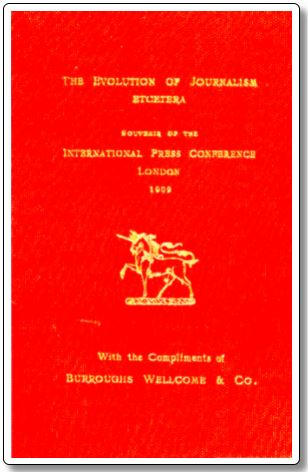 THE EVOLUTION OF JOURNALISM
ETCETERA
SOUVENIR OF THE
INTERNATIONAL PRESS CONFERENCE
LONDON
1909
With the Compliments of
BURROUGHS WELLCOME & CO.